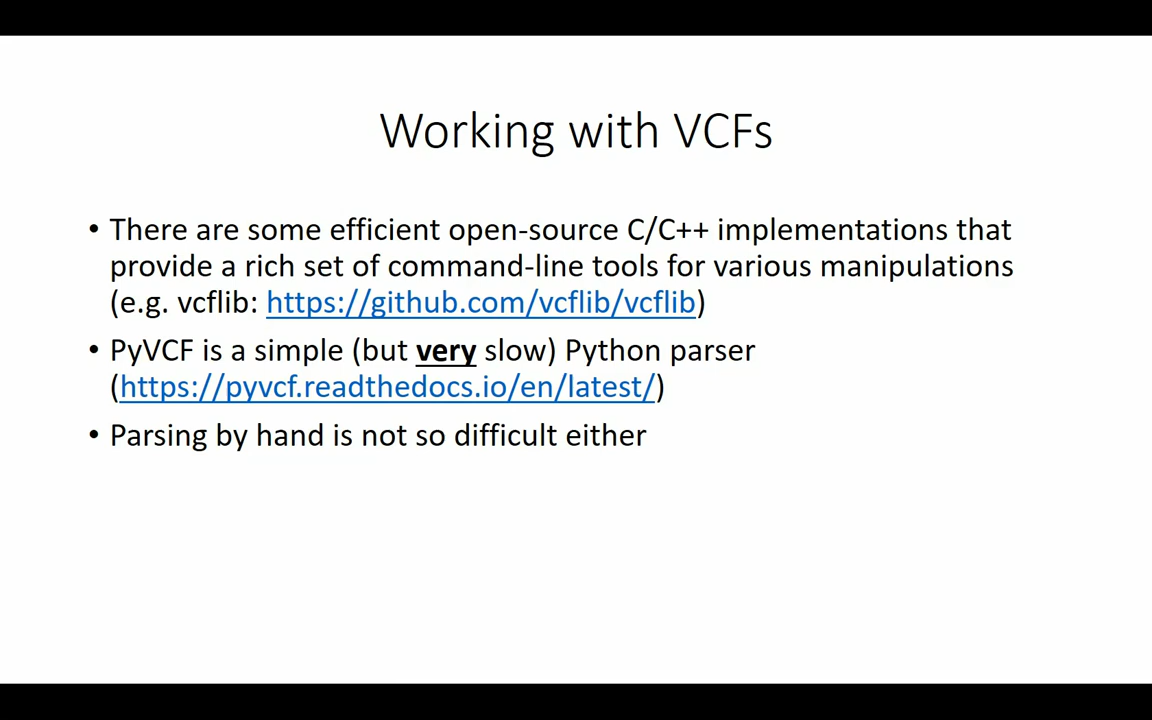 Working with VCFs
• There are some efficient open-source C/C++ implementations that
provide a rich set of command-line tools for various manipulations
(e.g. vcflib: https://github.com/vcflib/vcflib)
• PyVCF is a simple (but very slow) Python parser
(https://pyvcf.readthedocs.io/en/latest/)
• Parsing by hand is not so difficult either